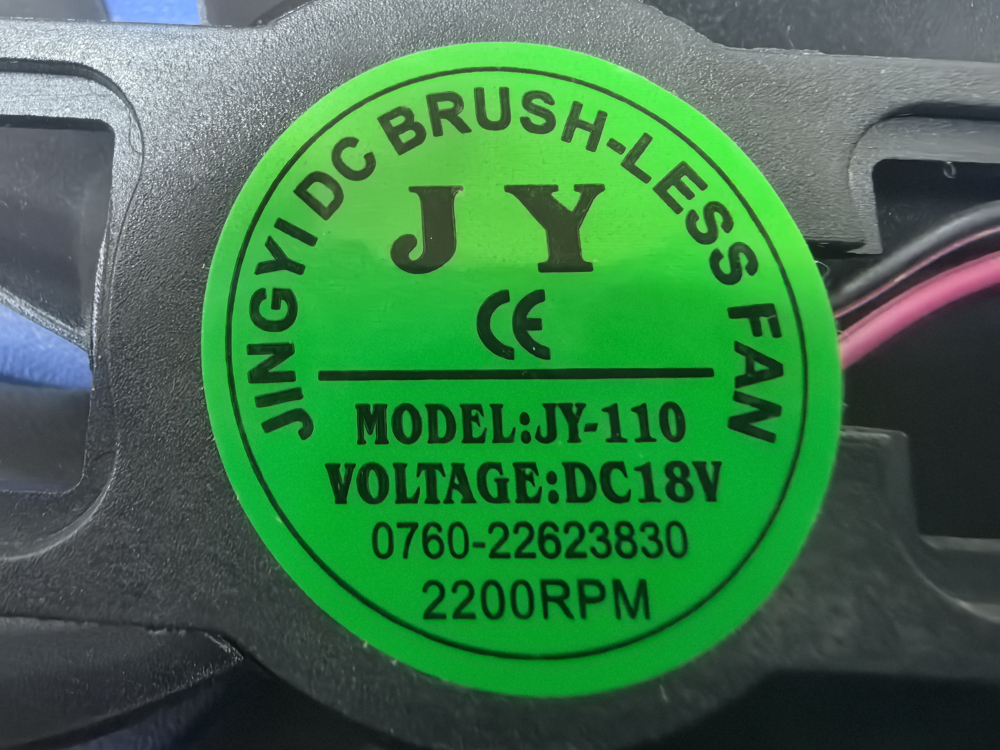 JINGYI DC BRUSH-LESS FAN
JY
CE
MODEL:JY-110
VOLTAGE:DC18V
0760-22623830
2200RPM